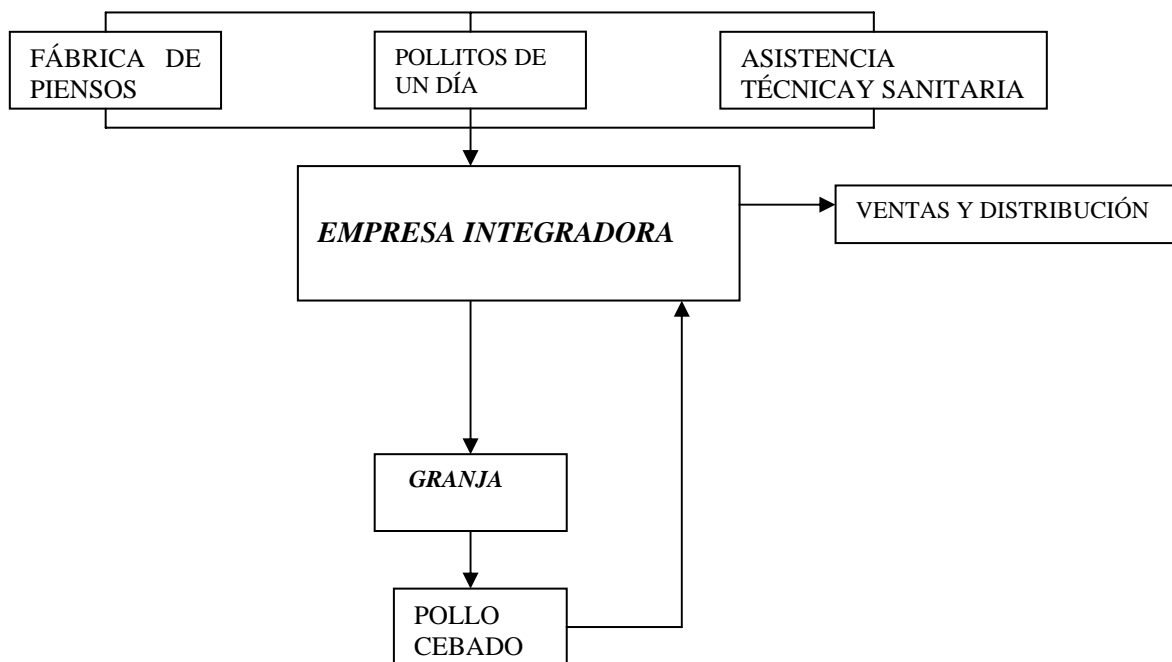 FÁBRICA DE
PIENSOS
POLLITOS DE
UN DÍA
ASISTENCIA
TÉCNICAY SANITARIA
EMPRESA INTEGRADORA
VENTAS Y DISTRIBUCIÓN
GRANJA
POLLO
CEBADO